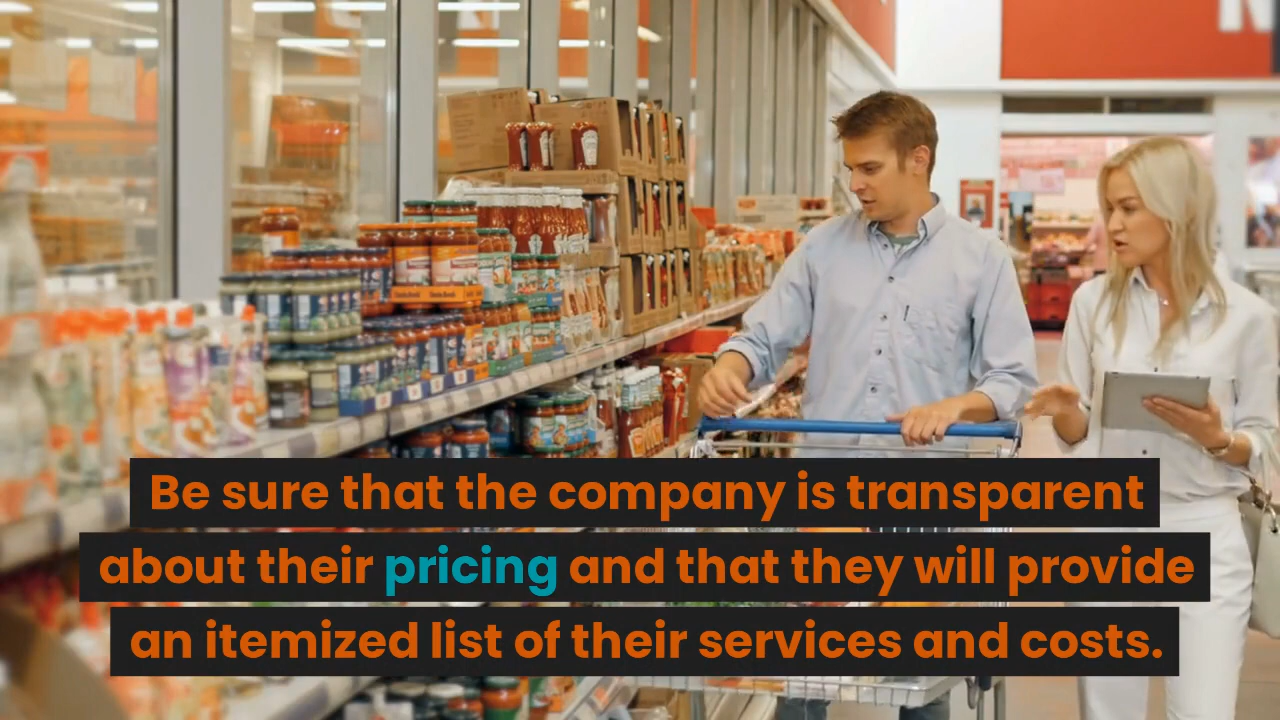 Be sure that the company is transparent
about their pricing and that they will provide
an itemized list of their services and costs.